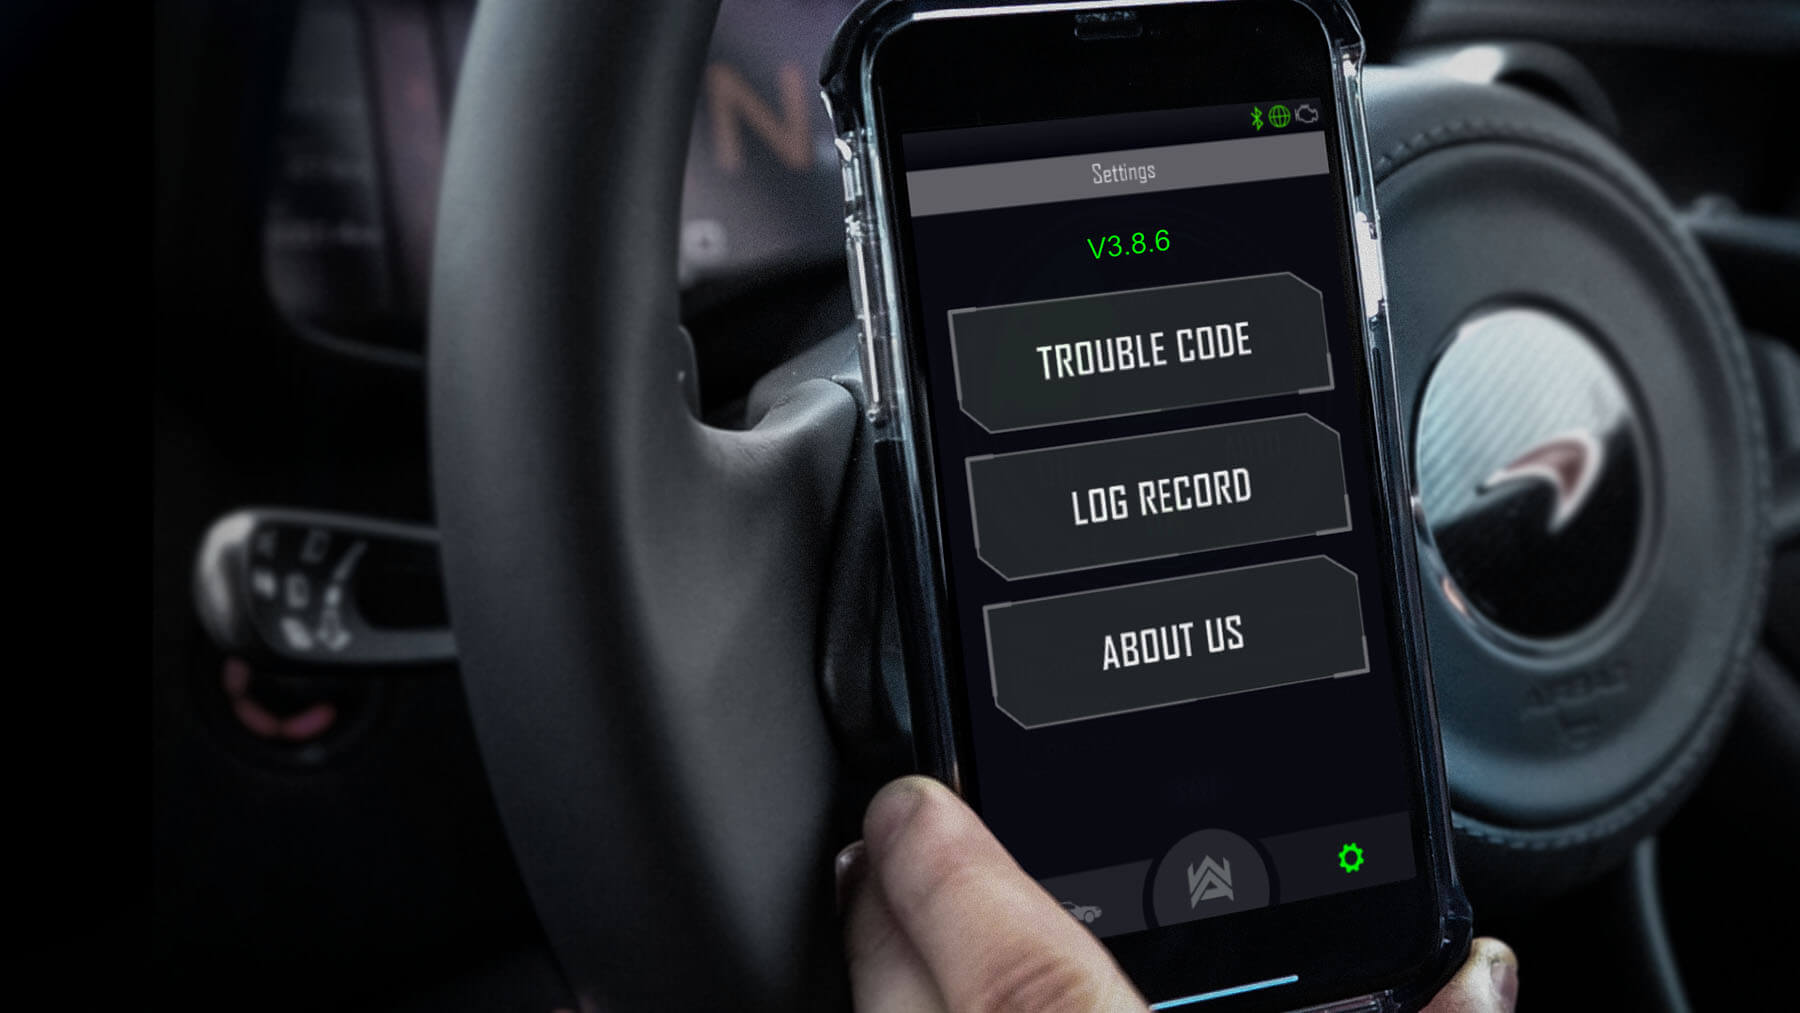 N
Settings
V3.8.6
TROUBLE CODE
LOG RECORD
ABOUT US